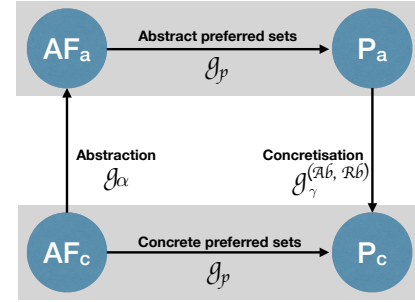 AFa Abstract preferred sets Pa
gp
Abstraction Concretisation
gα gγ(Ab, Rb)
AFc Concrete preferred sets Pc
gp